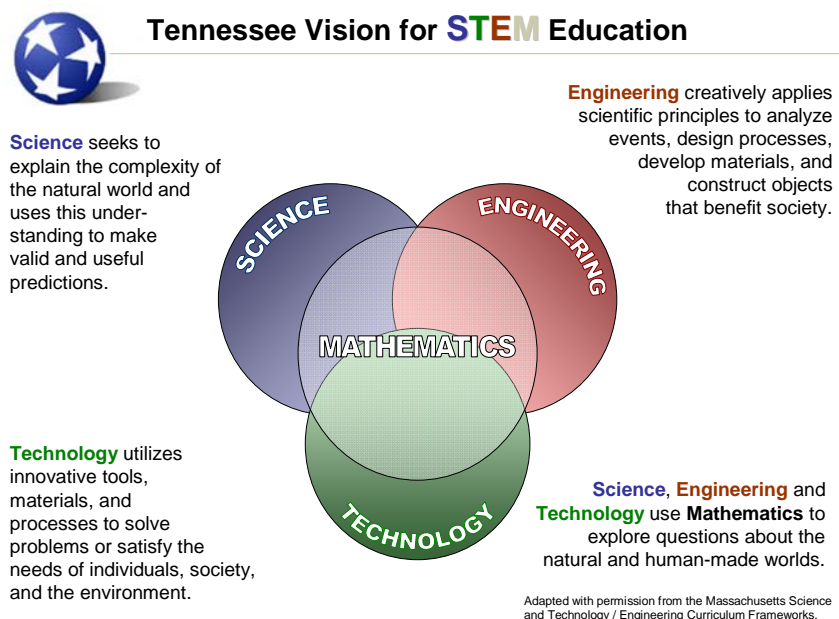 Tennessee Vision for STEM Education
Engineering creatively applies
scientific principles to analyze
events, design processes,
develop materials, and
construct objects
that benefit society.
Science seeks to
explain the complexity of
the natural world and
uses this under-
standing to make
valid and useful
predictions.
SCIENCE
ENGINEERING
MATHEMATICS
TECHNOLOGY
Technology utilizes
innovative tools,
materials, and
processes to solve
problems or satisfy the
needs of individuals, society,
and the environment.
Science, Engineering and
Technology use Mathematics to
explore questions about the
natural and human-made worlds.
Adapted with permission from the Massachusetts Science
and Technology / Engineering Curriculum Frameworks.